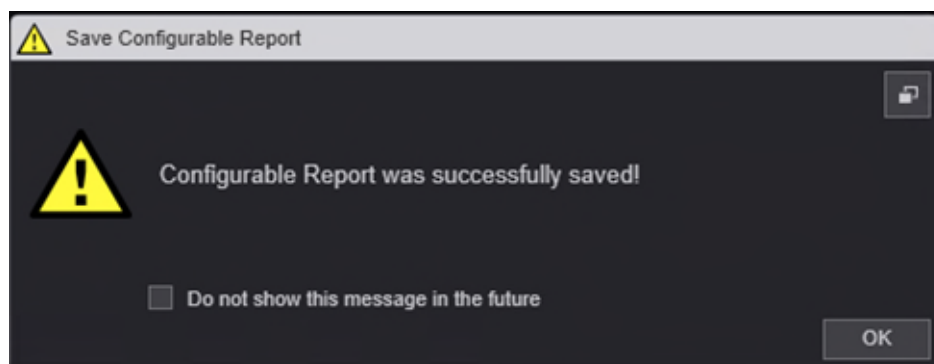 Save Configurable Report
Configurable Report was successfully saved!
Do not show this message in the future
OK